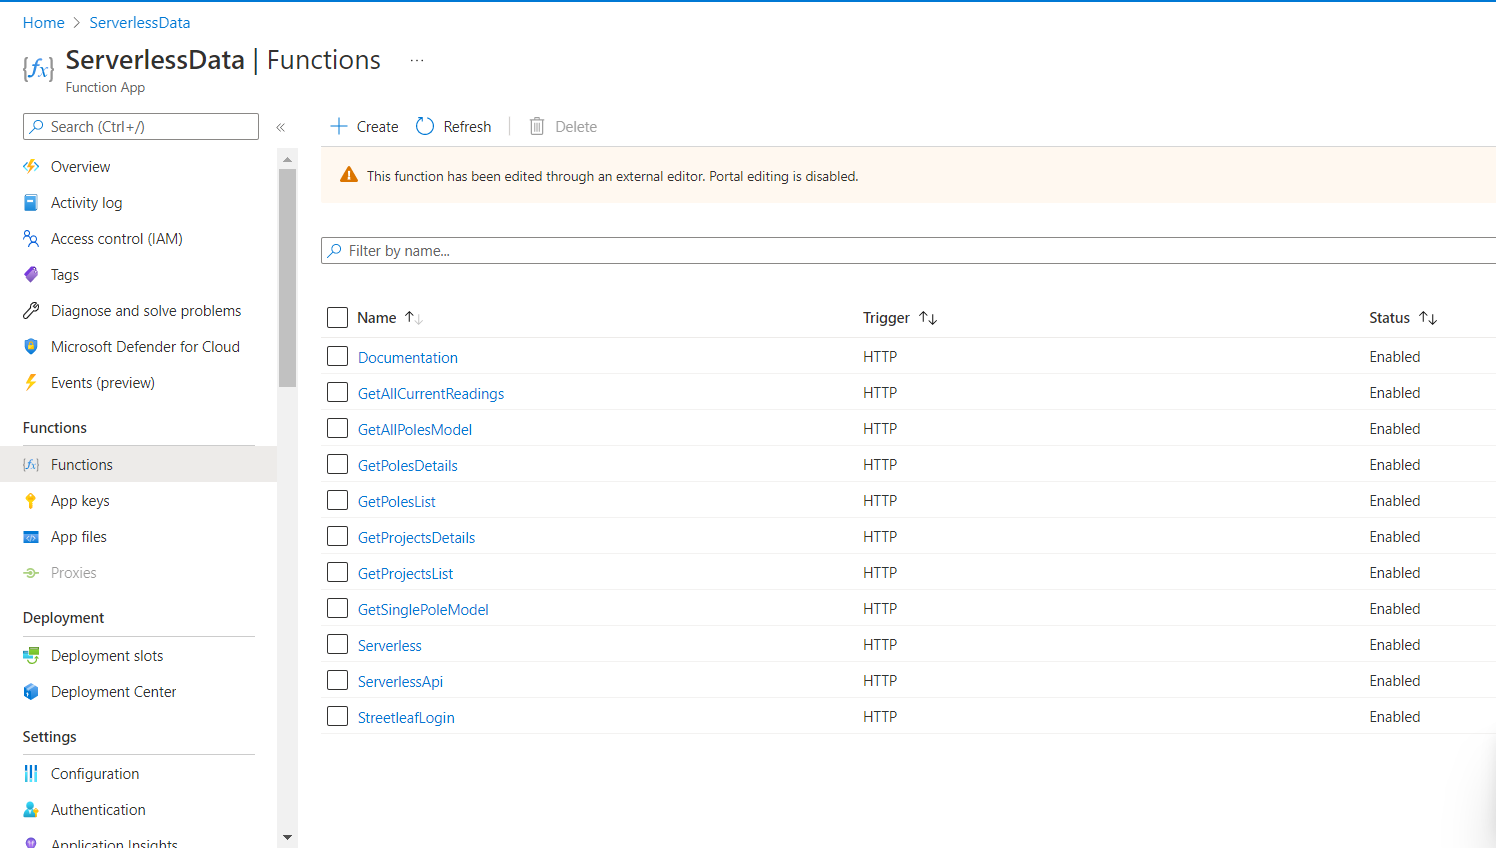 Home > ServerlessData
{fx} ServerlessData | Functions ...
Function App
Search (Ctrl+/) «
Overview
Activity log
Access control (IAM)
Tags
Diagnose and solve problems
Microsoft Defender for Cloud
Events (preview)
Functions
Functions
App keys
App files
Proxies
Deployment
Deployment slots
Deployment Center
Settings
Configuration
Authentication
Application Insights
Create Refresh Delete
This function has been edited through an external editor. Portal editing is disabled.
Filter by name...
Name Trigger Status
Documentation HTTP Enabled
GetAllCurrentReadings HTTP Enabled
GetAllPolesModel HTTP Enabled
GetPolesDetails HTTP Enabled
GetPolesList HTTP Enabled
GetProjectsDetails HTTP Enabled
GetProjectsList HTTP Enabled
GetSinglePoleModel HTTP Enabled
Serverless HTTP Enabled
ServerlessApi HTTP Enabled
StreetleafLogin HTTP Enabled